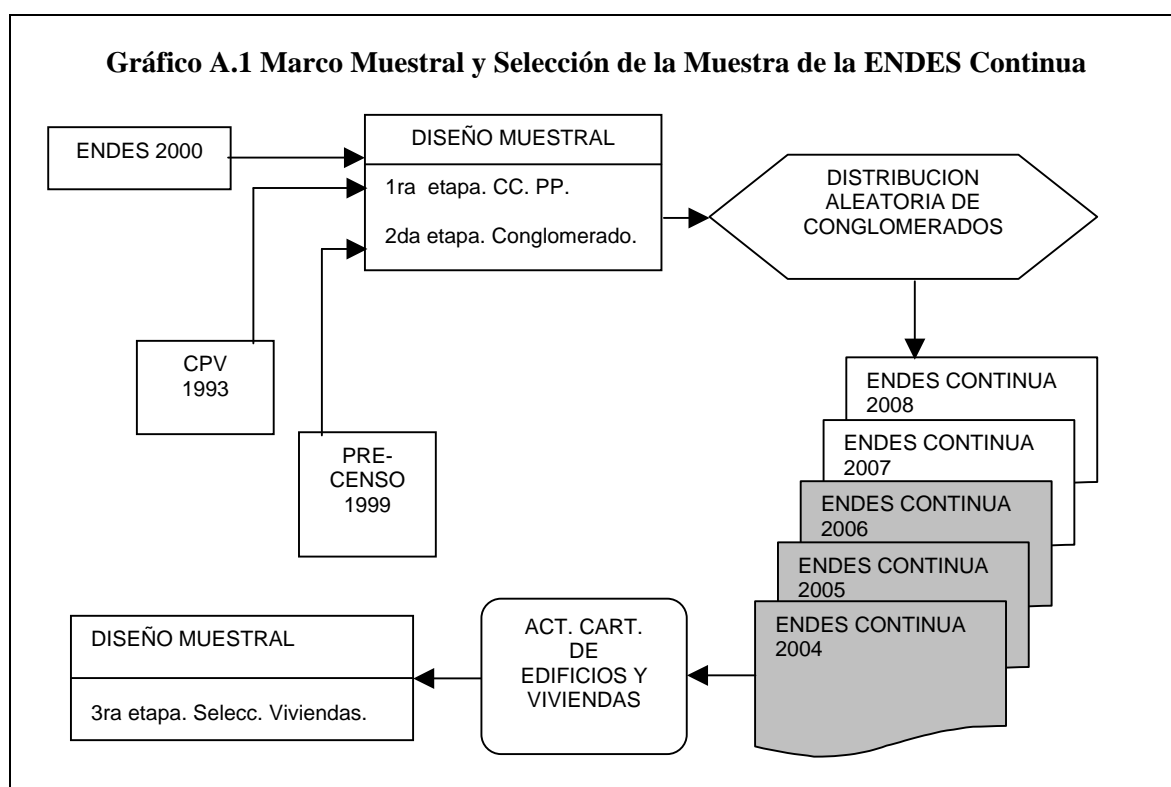 Gráfico A.1 Marco Muestral y Selección de la Muestra de la ENDES Continua
ENDES 2000
DISEÑO MUESTRAL
1ra etapa. CC. PP.
2da etapa. Conglomerado.
DISTRIBUCION
ALEATORIA DE
CONGLOMERADOS
CPV
1993
PRE-
CENSO
1999
ENDES CONTINUA
2008
ENDES CONTINUA
2007
ENDES CONTINUA
2006
ENDES CONTINUA
2005
ENDES CONTINUA
2004
ACT. CART.
DE
EDIFICIOS Y
VIVIENDAS
DISEÑO MUESTRAL
3ra etapa. Selecc. Viviendas.